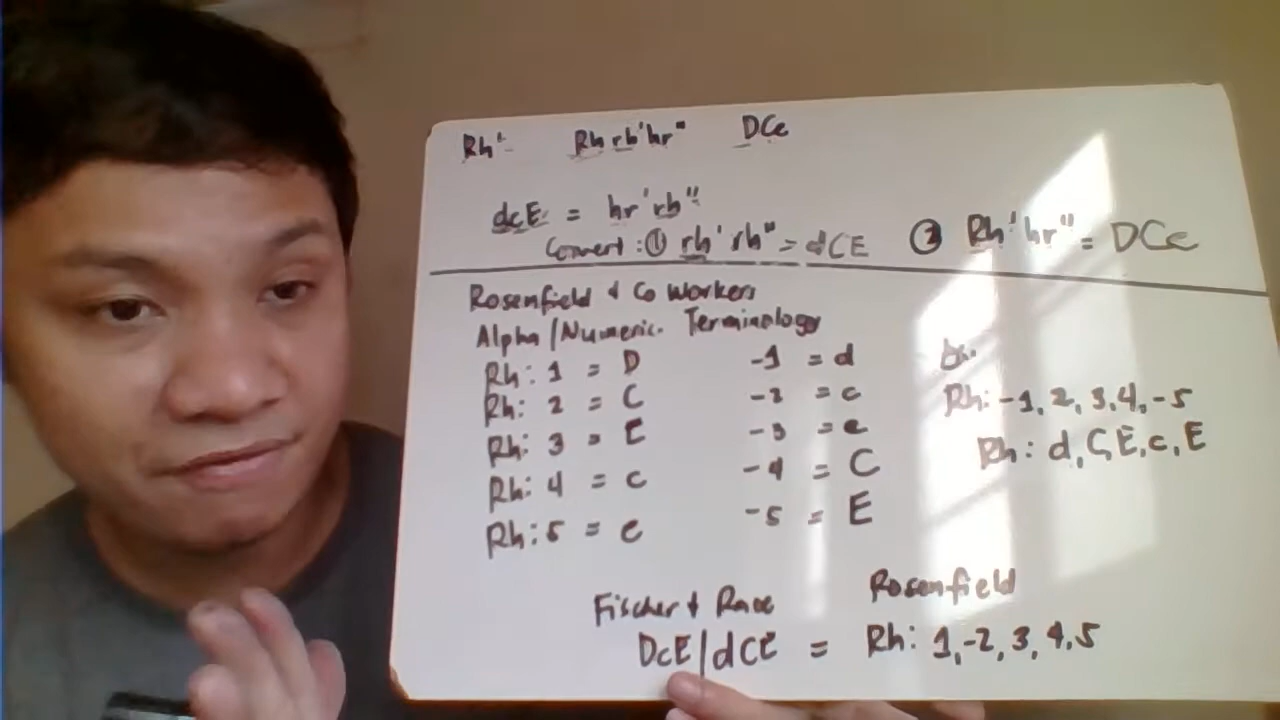 Rh' Rh rh'hr" DCe
dcE = hr'rh"
Convert: ① rh'rh" = dCE ② Rh'hr" = DCe
Rosenfield & Co Workers
Alpha/Numeric. Terminology
Rh: 1 = D -1 = d
Rh: 2 = C -2 = c
Rh: 3 = E -3 = e
Rh: 4 = c -4 = C
Rh: 5 = e -5 = E
Rh: -1, 2, 3, 4, -5
Rh: d, C, E, c, E
Fischer & Race Rosenfield
DcE/dCe = Rh: 1, -2, 3, 4, 5